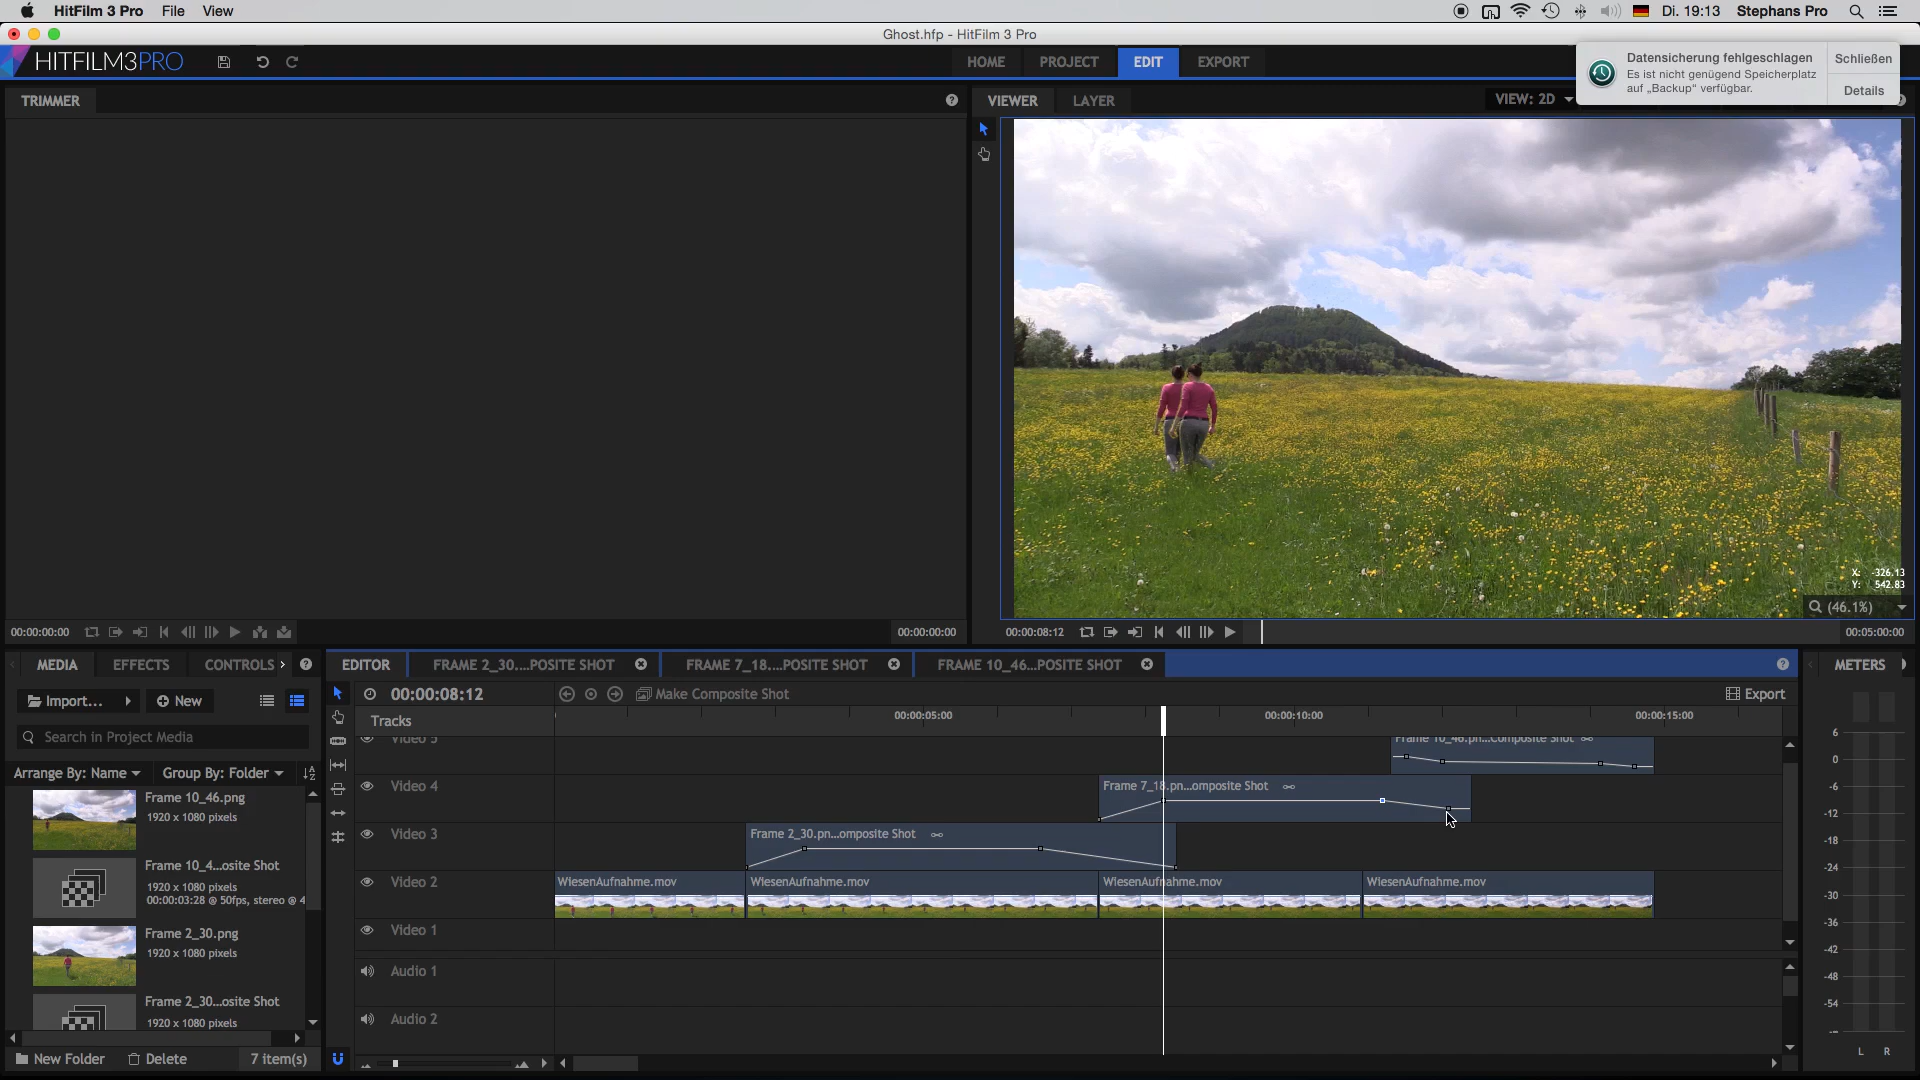 HitFilm 3 Pro File View
Di. 19:13 Stephans Pro
Ghost.hfp - HitFilm 3 Pro
HITFILM3PRO
HOME PROJECT EDIT EXPORT
Datensicherung fehlgeschlagen
Es ist nicht genügend Speicherplatz
auf „Backup“ verfügbar.
Schließen
Details
TRIMMER
VIEWER LAYER
VIEW: 2D
X: -326.13
Y: 542.83
(46.1%)
00:00:00:00
00:00:00:00
00:00:08:12
00:05:00:00
MEDIA EFFECTS CONTROLS
EDITOR FRAME 2_30....POSITE SHOT FRAME 7_18....POSITE SHOT FRAME 10_46...POSITE SHOT
METERS
Import... New
00:00:08:12 Make Composite Shot
Export
Search in Project Media
Tracks
00:00:05:00 00:00:10:00 00:00:15:00
Arrange By: Name Group By: Folder
Frame 10_46.png
1920 x 1080 pixels
Frame 10_4...osite Shot
1920 x 1080 pixels
00:00:03:28 @ 50fps, stereo @ 4
Frame 2_30.png
1920 x 1080 pixels
Frame 2_30...osite Shot
1920 x 1080 pixels
New Folder Delete 7 item(s)
Video 5
Frame 10_46.pn...Composite Shot
Video 4
Frame 7_18.pn...omposite Shot
Video 3
Frame 2_30.pn...omposite Shot
Video 2
WiesenAufnahme.mov WiesenAufnahme.mov WiesenAufnahme.mov WiesenAufnahme.mov
Video 1
Audio 1
Audio 2
6
0
-6
-12
-18
-24
-30
-36
-42
-48
-54
L R